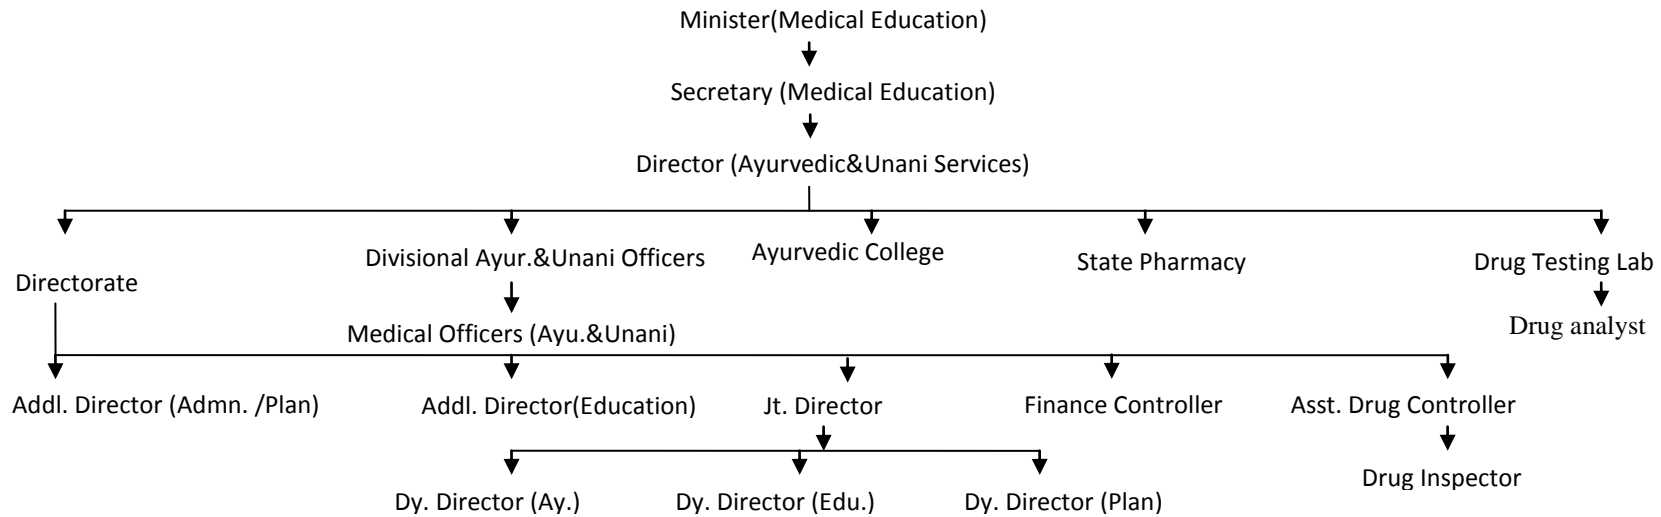 Minister(Medical Education)
Secretary (Medical Education)
Director (Ayurvedic&Unani Services)
Directorate
Divisional Ayur.&Unani Officers
Ayurvedic College
State Pharmacy
Drug Testing Lab
Medical Officers (Ayu.&Unani)
Drug analyst
Addl. Director (Admn. /Plan)
Addl. Director(Education)
Jt. Director
Finance Controller
Asst. Drug Controller
Dy. Director (Ay.)
Dy. Director (Edu.)
Dy. Director (Plan)
Drug Inspector